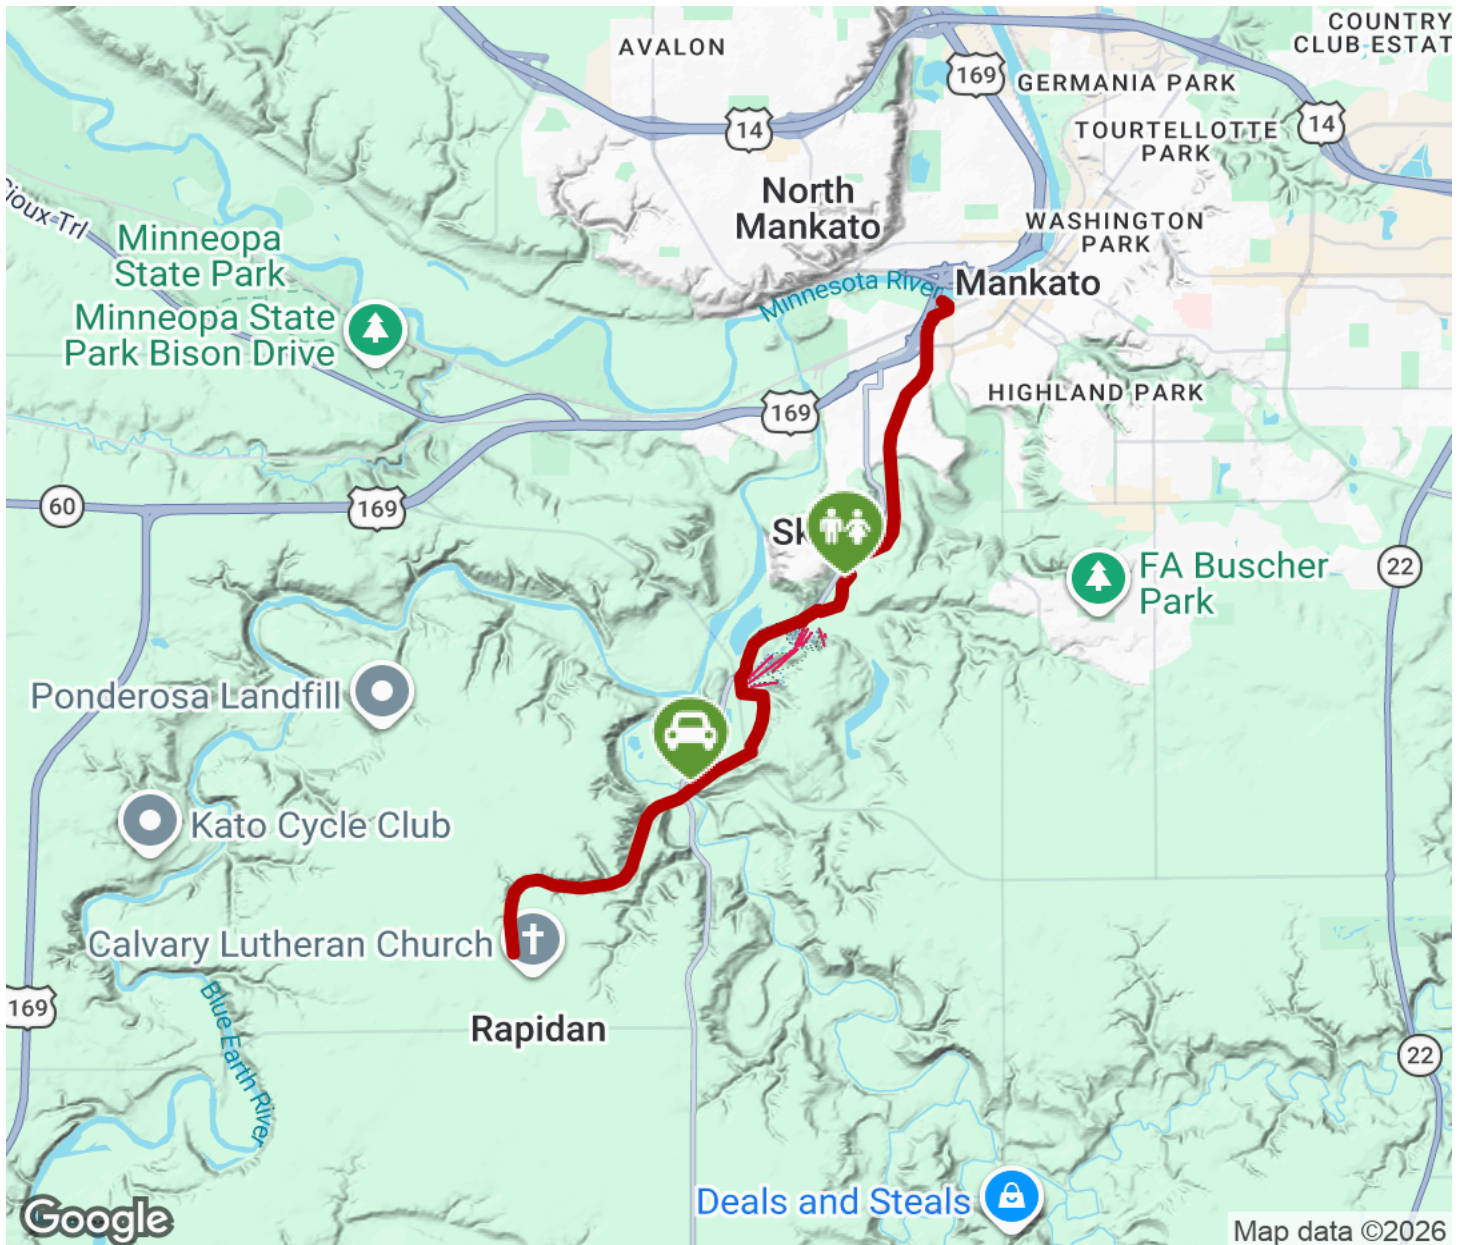 COUNTRY
CLUB ESTAT
AVALON
169
GERMANIA PARK
14
14
TOURTELLOTTE
PARK
North
Mankato
WASHINGTON
PARK
Sioux-Trl
Minneopa
State Park
Minnesota River
Mankato
Minneopa State
Park Bison Drive
HIGHLAND PARK
169
60
169
Sk
FA Buscher
Park
22
Ponderosa Landfill
Kato Cycle Club
Calvary Lutheran Church
169
Blue Earth River
Rapidan
22
Deals and Steals
Google
Map data ©2026